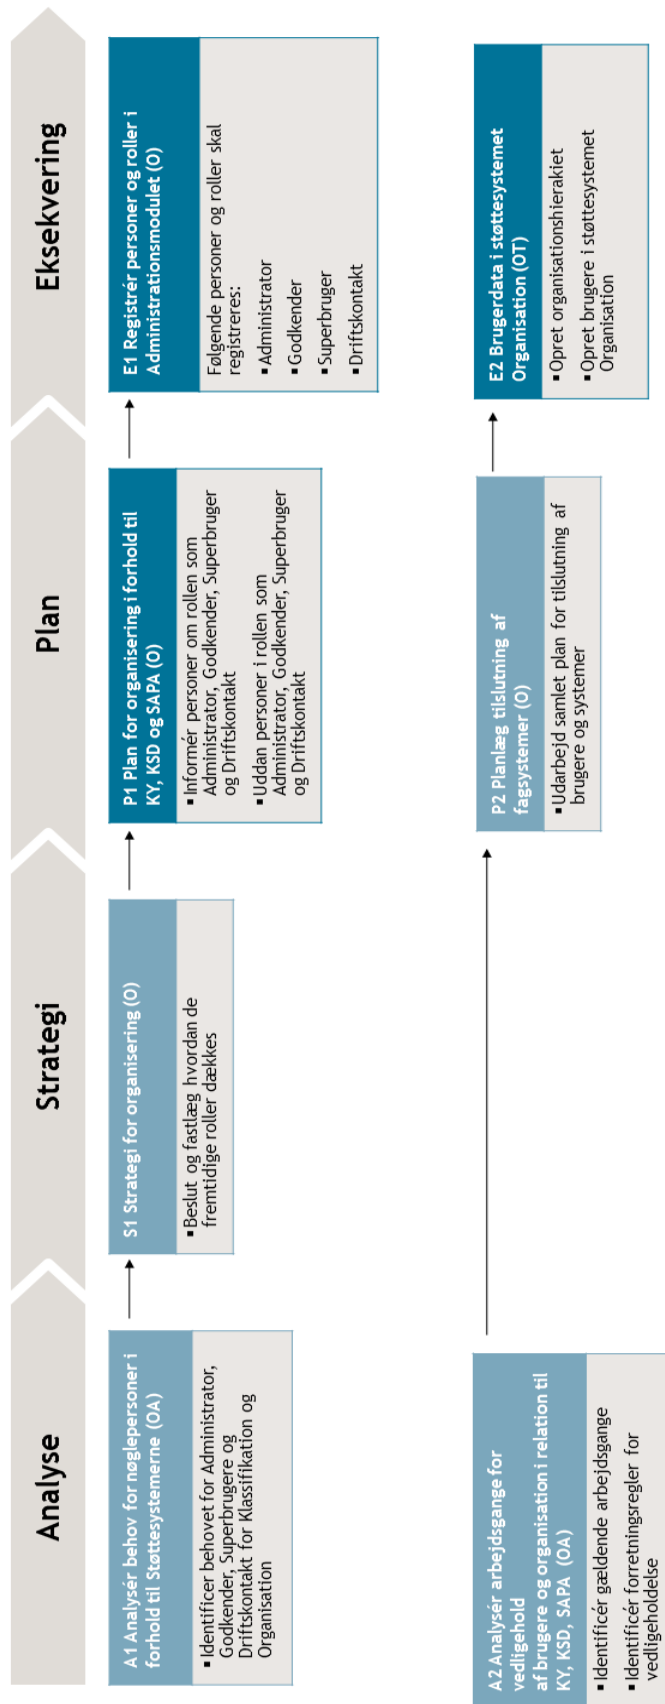 Analyse
Strategi
Plan
Eksekvering
A1 Analysér behov for nøglepersoner i
forhold til Støttesystemerne (OA)
▪Identificer behovet for Administrator,
Godkender, Superbrugere og
Driftskontakt for Klassifikation og
Organisation
S1 Strategi for organisering (O)
▪Beslut og fastlæg hvordan de
fremtidige roller dækkes
P1 Plan for organisering i forhold til
KY, KSD og SAPA (O)
▪Informér personer om rollen som
Administrator, Godkender, Superbruger
og Driftskontakt
▪Uddan personer i rollen som
Administrator, Godkender, Superbruger
og Driftskontakt
E1 Registrér personer og roller i
Administrationsmodulet (O)
Følgende personer og roller skal
registreres:
▪Administrator
▪Godkender
▪Superbruger
▪Driftskontakt
A2 Analysér arbejdsgange for
vedligehold
af brugere og organisation i relation til
KY, KSD, SAPA (OA)
▪Identificér gældende arbejdsgange
▪Identificér forretningsregler for
vedligeholdelse
P2 Planlæg tilslutning af
fagsystemer (O)
▪Udarbejd samlet plan for tilslutning af
brugere og systemer
E2 Brugerdata i støttesystemet
Organisation (OT)
▪Opret organisationshierakiet
▪Opret brugere i støttesystemet
Organisation